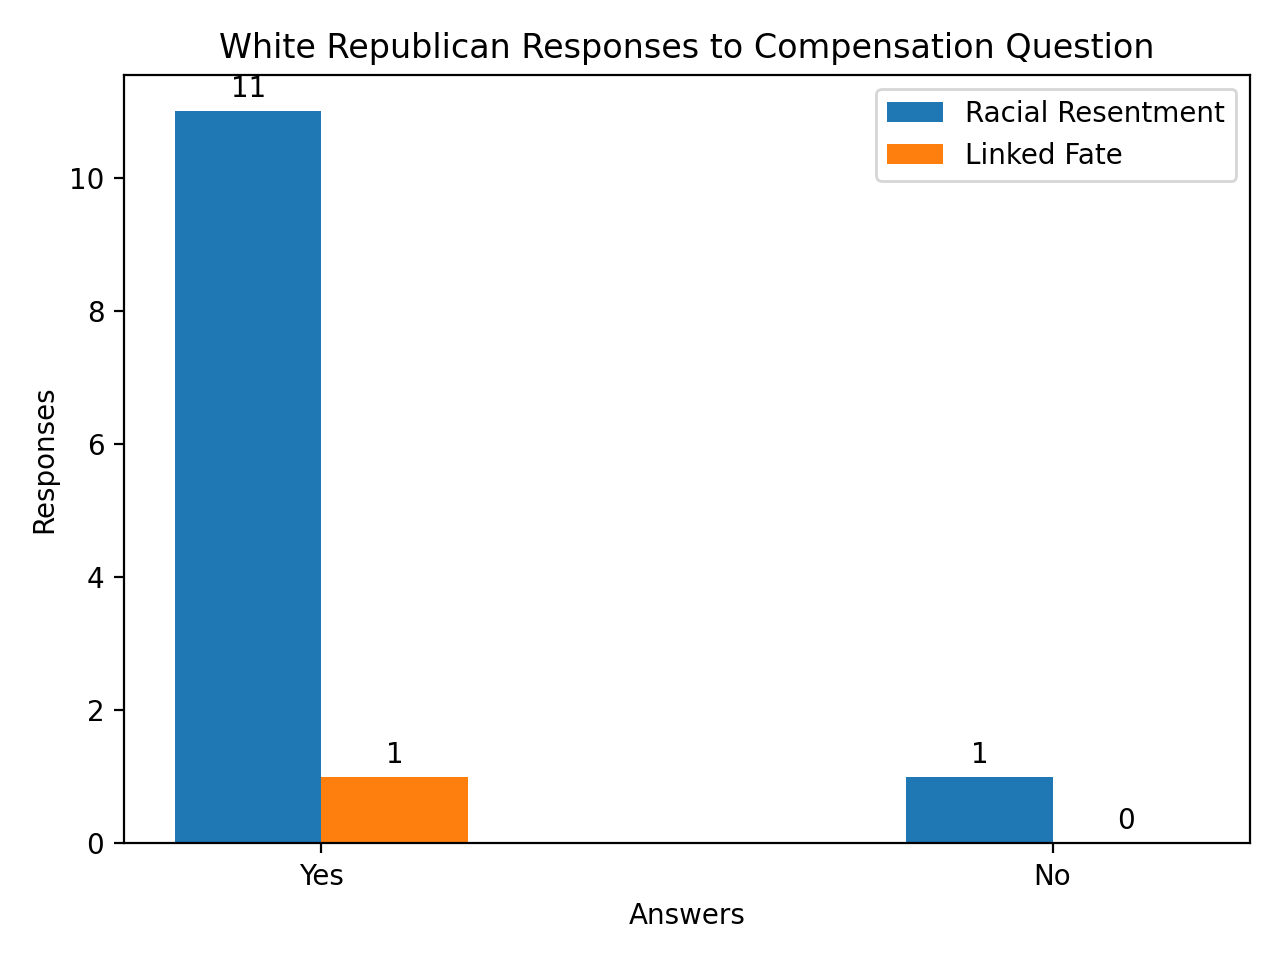 White Republican Responses to Compensation Question
11
Racial Resentment
Linked Fate
10
8
6
4
2
0
Responses
1
1
0
Yes
No
Answers